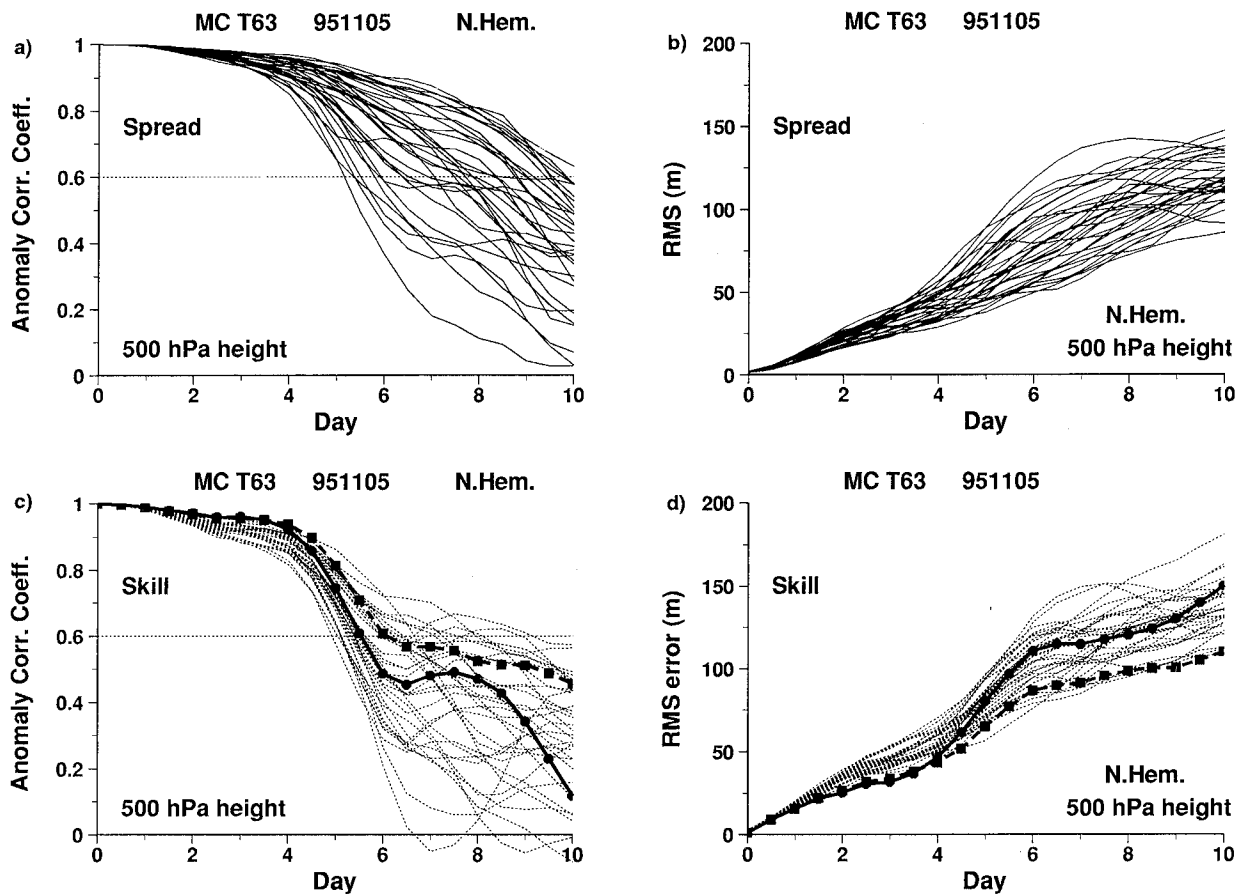 MC T63 951105 N.Hem.
a)
Anomaly Corr. Coeff.
1
0.8
0.6
0.4
0.2
0
Spread
500 hPa height
0 2 4 6 8 10
Day
MC T63 951105
b)
RMS (m)
200
150
100
50
0
Spread
N.Hem.
500 hPa height
0 2 4 6 8 10
Day
MC T63 951105 N.Hem.
c)
Anomaly Corr. Coeff.
1
0.8
0.6
0.4
0.2
0
Skill
500 hPa height
0 2 4 6 8 10
Day
MC T63 951105
d)
RMS error (m)
200
150
100
50
0
Skill
N.Hem.
500 hPa height
0 2 4 6 8 10
Day